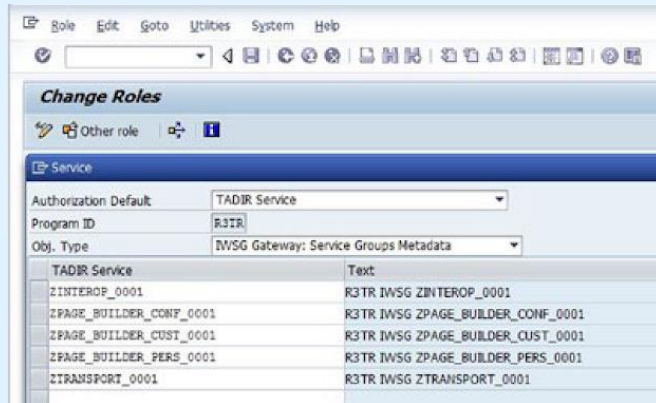 Role Edit Goto Utilities System Help
Change Roles
Other role
Service
Authorization Default TADIR Service
Program ID R3TR
Obj. Type IWSG Gateway: Service Groups Metadata
TADIR Service Text
ZINTEROP_0001 R3TR IWSG ZINTEROP_0001
ZPAGE_BUILDER_CONF_0001 R3TR IWSG ZPAGE_BUILDER_CONF_0001
ZPAGE_BUILDER_CUST_0001 R3TR IWSG ZPAGE_BUILDER_CUST_0001
ZPAGE_BUILDER_PERS_0001 R3TR IWSG ZPAGE_BUILDER_PERS_0001
ZTRANSPORT_0001 R3TR IWSG ZTRANSPORT_0001